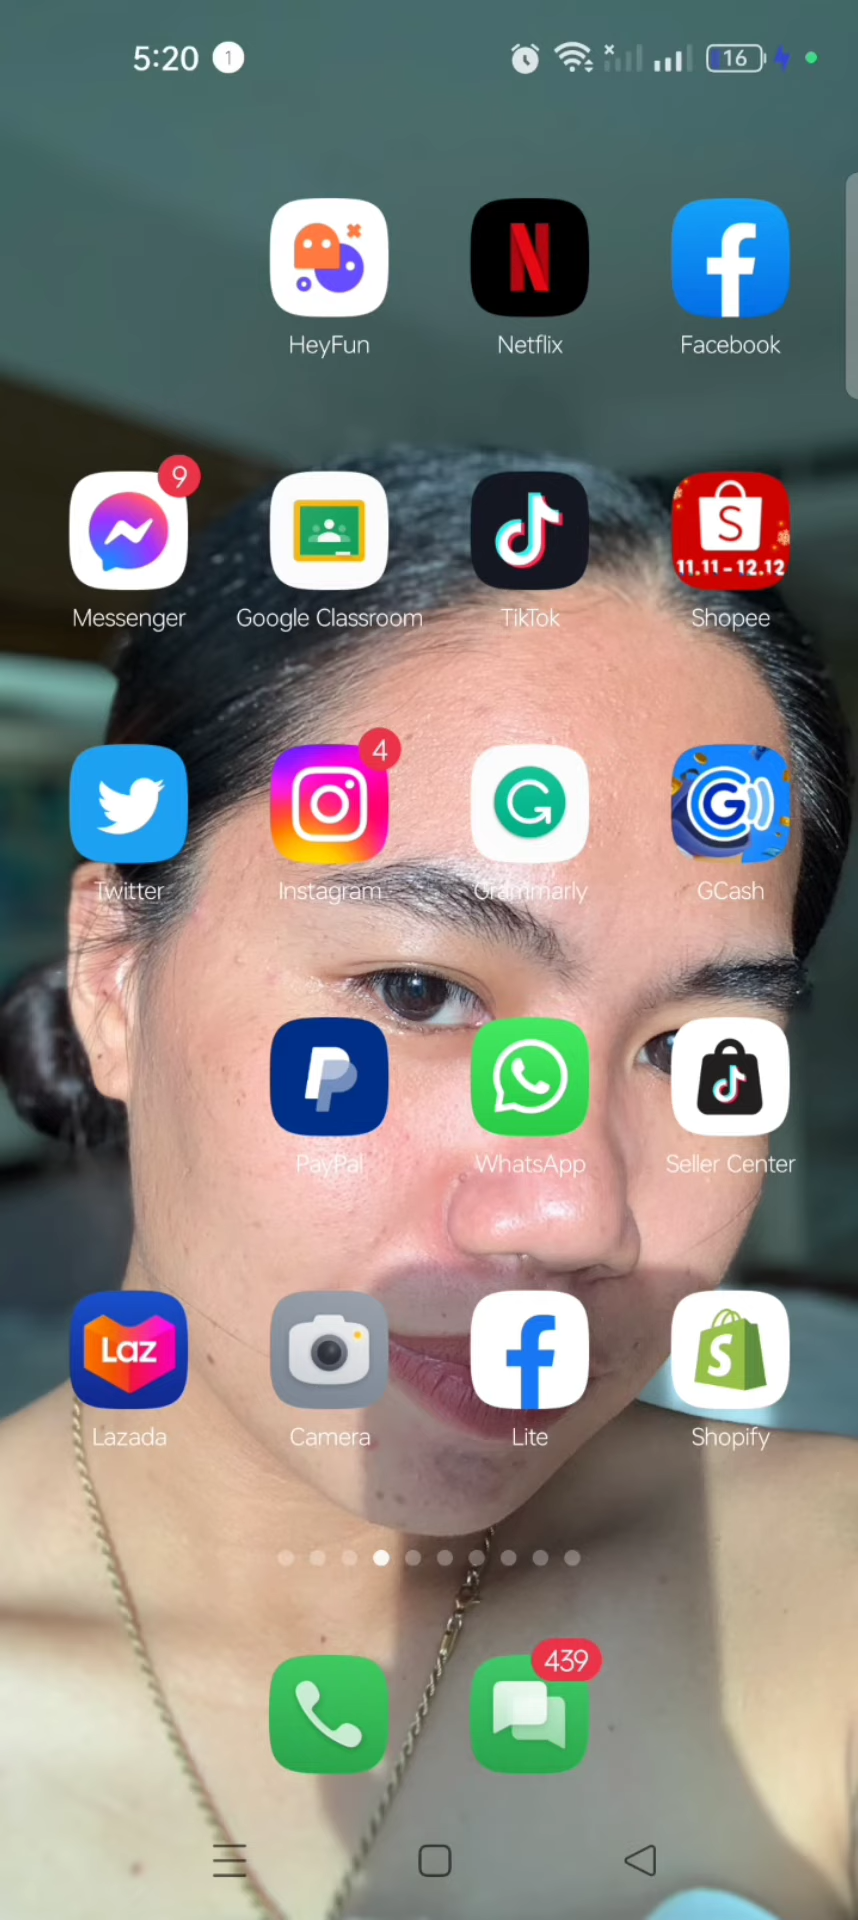 5:20 1 16
HeyFun Netflix Facebook
9
11.11 - 12.12
Messenger Google Classroom TikTok Shopee
4
Twitter Instagram Grammarly GCash
PayPal WhatsApp Seller Center
Laz
Lazada Camera Lite Shopify
439